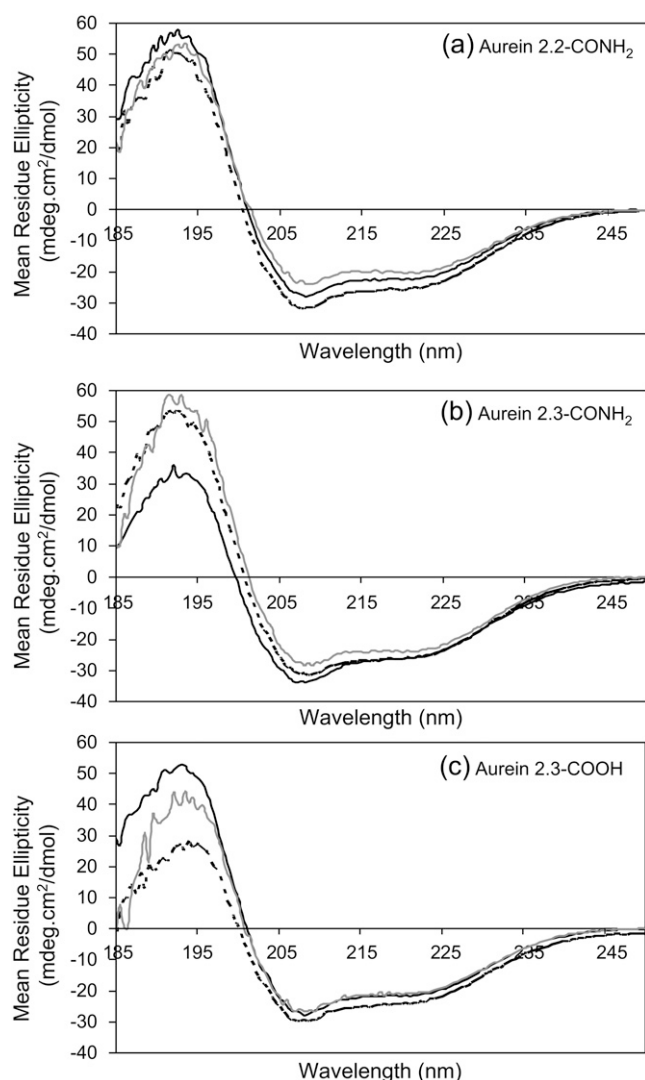 (a) Aurein 2.2-CONH₂
Mean Residue Ellipticity
(mdeg.cm²/dmol)
60
50
40
30
20
10
0
-10
-20
-30
-40
185 195 205 215 225 235 245
Wavelength (nm)
(b) Aurein 2.3-CONH₂
Mean Residue Ellipticity
(mdeg.cm²/dmol)
60
50
40
30
20
10
0
-10
-20
-30
-40
185 195 205 215 225 235 245
Wavelength (nm)
(c) Aurein 2.3-COOH
Mean Residue Ellipticity
(mdeg.cm²/dmol)
60
50
40
30
20
10
0
-10
-20
-30
-40
185 195 205 215 225 235 245
Wavelength (nm)